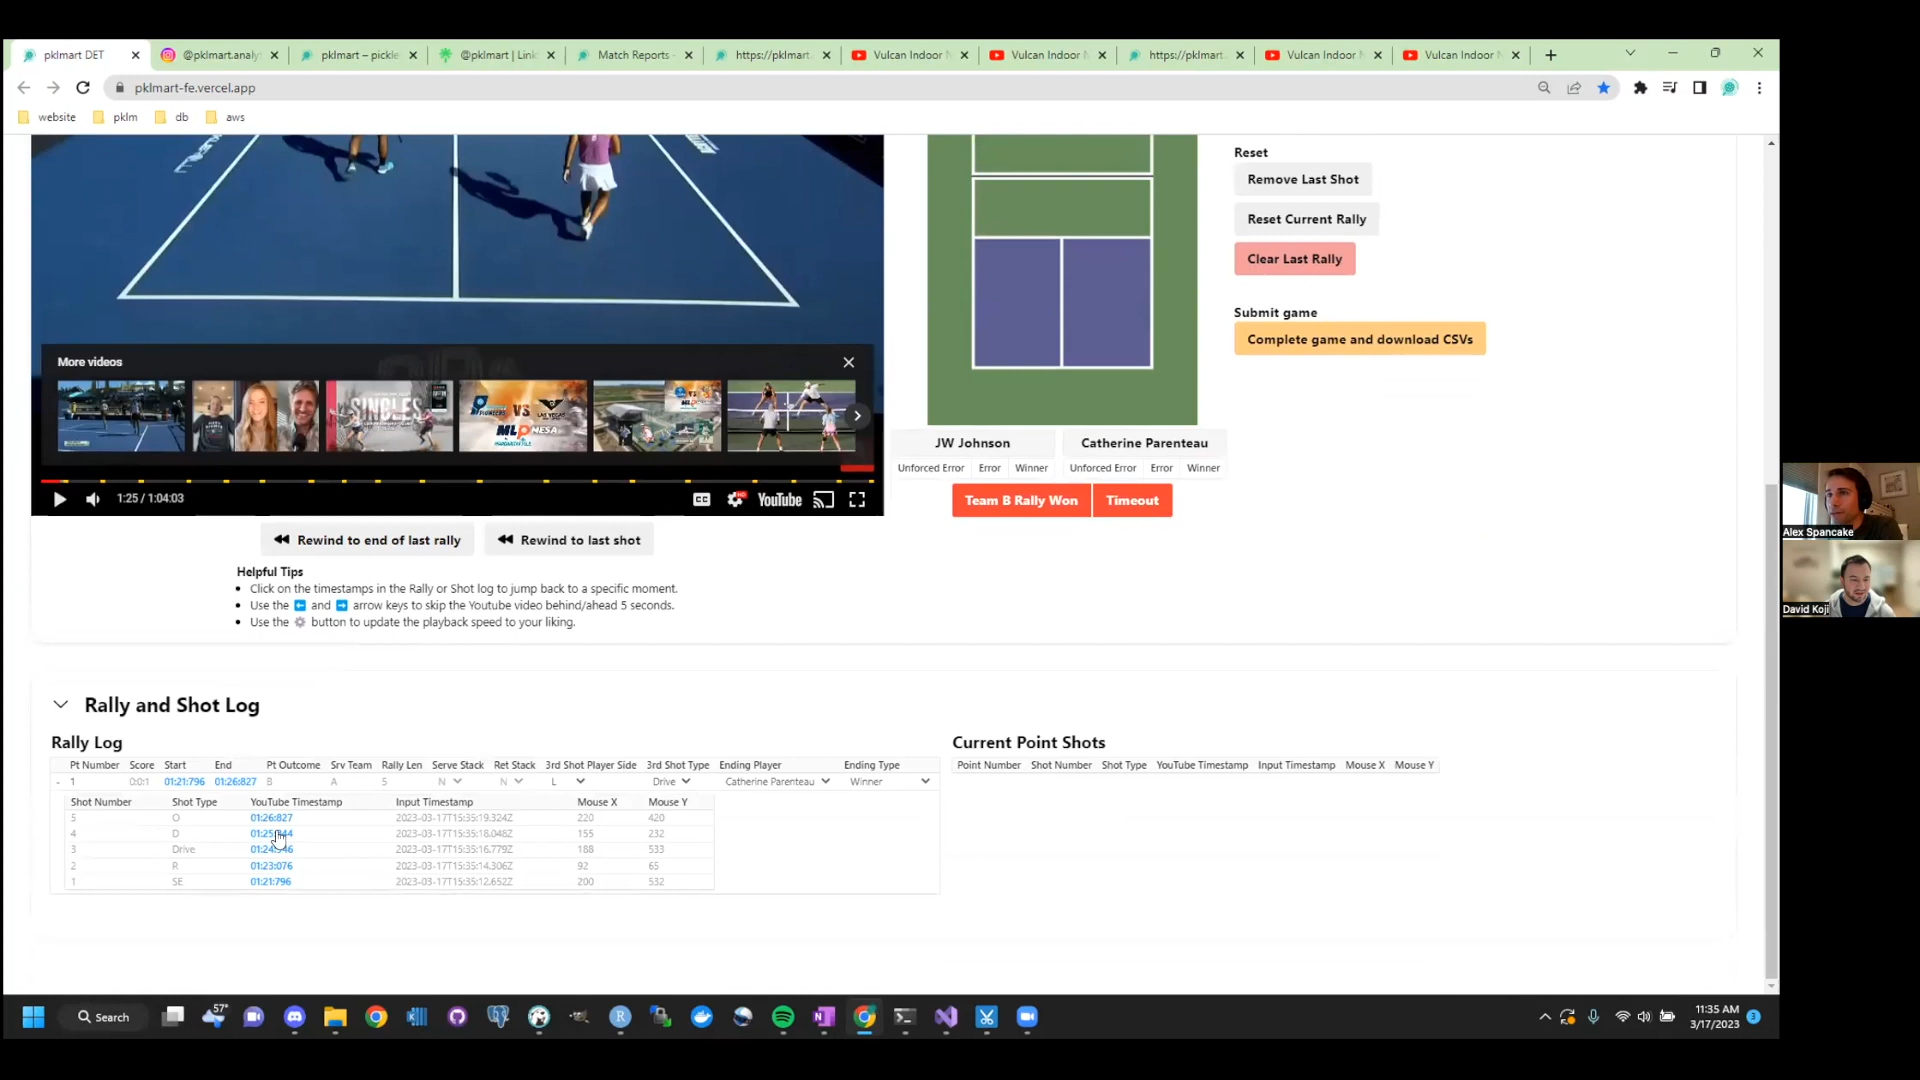 pklmart DET
@pklmart.analy
pklmart – pickle
@pklmart | Link
Match Reports -
https://pklmart.
Vulcan Indoor N
Vulcan Indoor N
https://pklmart.
Vulcan Indoor N
Vulcan Indoor N
pklmart-fe.vercel.app
website pklm db aws
More videos
SINGLES
PIONEERS VS LAS VEGAS
MLP MESA
1:25 / 1:04:03
CC
HD
YouTube
Rewind to end of last rally
Rewind to last shot
Helpful Tips
• Click on the timestamps in the Rally or Shot log to jump back to a specific moment.
• Use the ⬅ and ➡ arrow keys to skip the Youtube video behind/ahead 5 seconds.
• Use the ⚙ button to update the playback speed to your liking.
JW Johnson
Catherine Parenteau
Unforced Error Error Winner
Unforced Error Error Winner
Team B Rally Won
Timeout
Reset
Remove Last Shot
Reset Current Rally
Clear Last Rally
Submit game
Complete game and download CSVs
Alex Spancake
David Koji
Rally and Shot Log
Rally Log
Pt Number Score Start End Pt Outcome Srv Team Rally Len Serve Stack Ret Stack 3rd Shot Player Side 3rd Shot Type Ending Player Ending Type
- 1 0:0:1 01:21:796 01:26:827 B A 5 N N L Drive Catherine Parenteau Winner
Shot Number Shot Type YouTube Timestamp Input Timestamp Mouse X Mouse Y
5 O 01:26:827 2023-03-17T15:35:19.324Z 220 420
4 D 2023-03-17T15:35:18.048Z 155 232
3 Drive 2023-03-17T15:35:16.779Z 188 533
2 R 01:23:076 2023-03-17T15:35:14.306Z 92 65
1 SE 01:21:796 2023-03-17T15:35:12.652Z 200 532
Current Point Shots
Point Number Shot Number Shot Type YouTube Timestamp Input Timestamp Mouse X Mouse Y
57°
Search
11:35 AM
3/17/2023
3